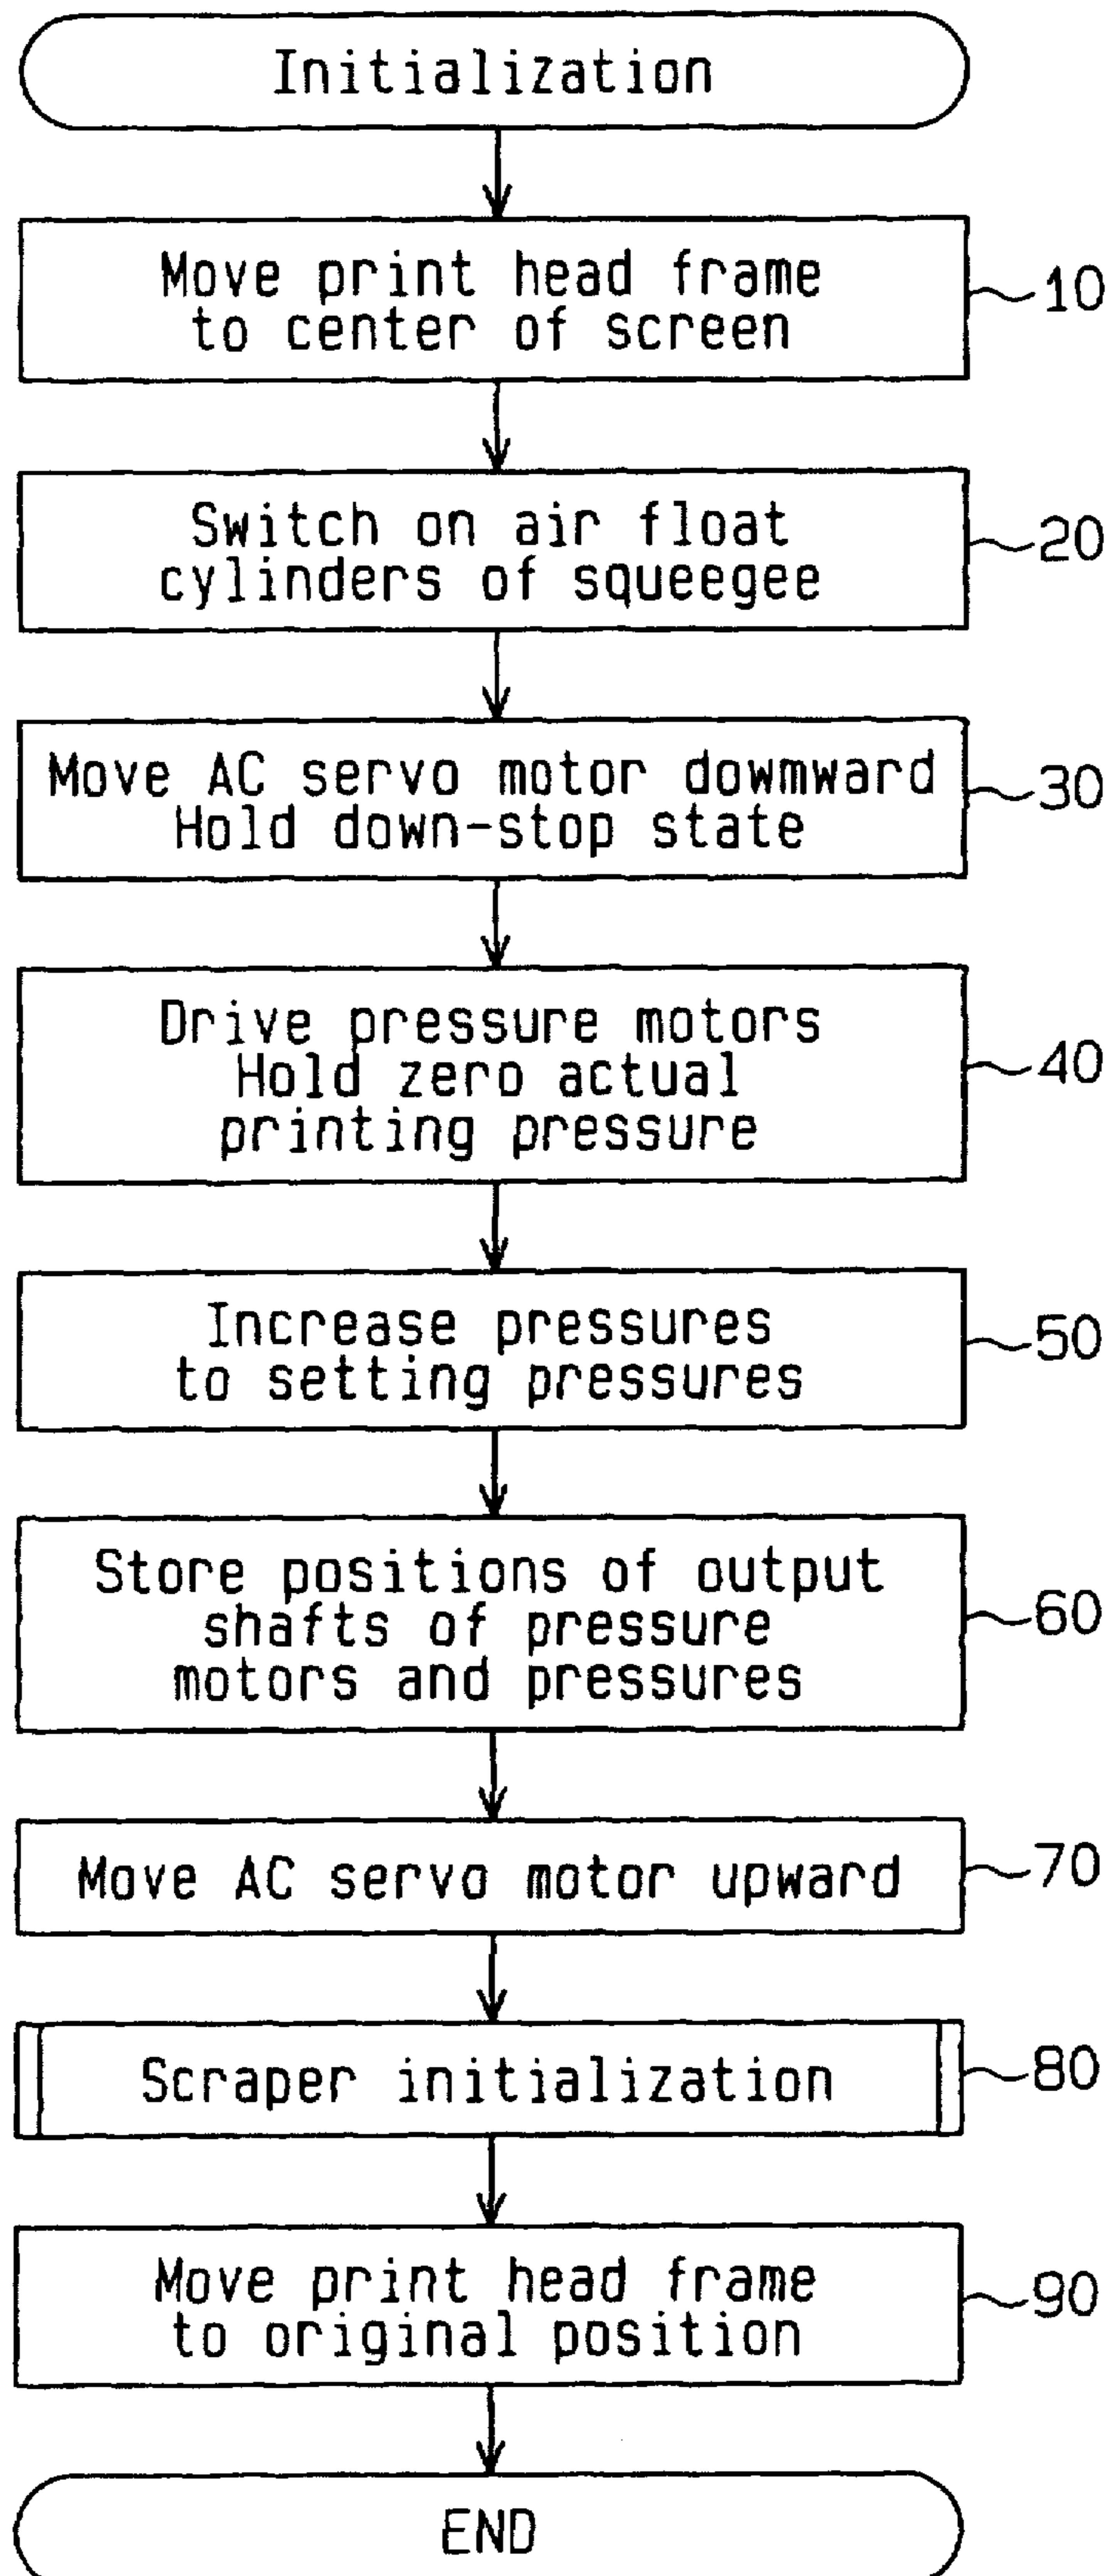 Initialization
Move print head frame
to center of screen
10
Switch on air float
cylinders of squeegee
20
Move AC servo motor dowmward
Hold down-stop state
30
Drive pressure motors
Hold zero actual
printing pressure
40
Increase pressures
to setting pressures
50
Store positions of output
shafts of pressure
motors and pressures
60
Move AC servo motor upward
70
Scraper initialization
80
Move print head frame
to original position
90
END